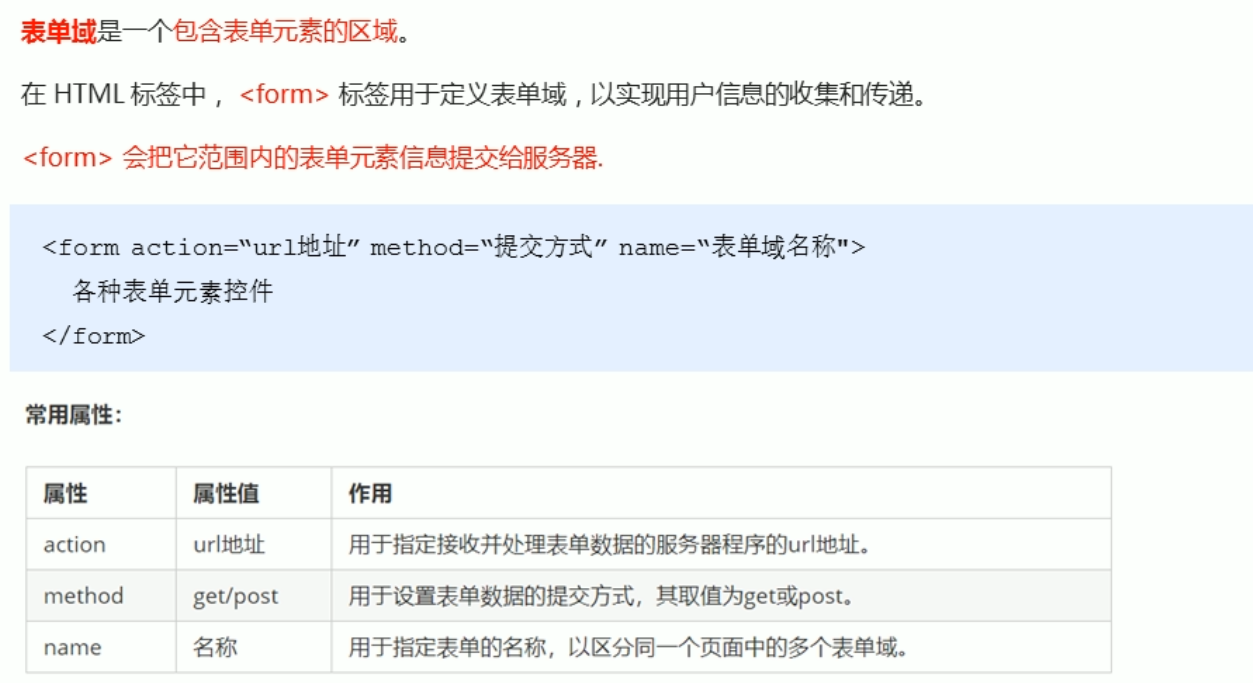 表单域是一个包含表单元素的区域。
在 HTML 标签中，<form> 标签用于定义表单域，以实现用户信息的收集和传递。
<form> 会把它范围内的表单元素信息提交给服务器.
<form action=“url地址” method=“提交方式” name=“表单域名称">
各种表单元素控件
</form>
常用属性：
属性 属性值 作用
action url地址 用于指定接收并处理表单数据的服务器程序的url地址。
method get/post 用于设置表单数据的提交方式，其取值为get或post。
name 名称 用于指定表单的名称，以区分同一个页面中的多个表单域。